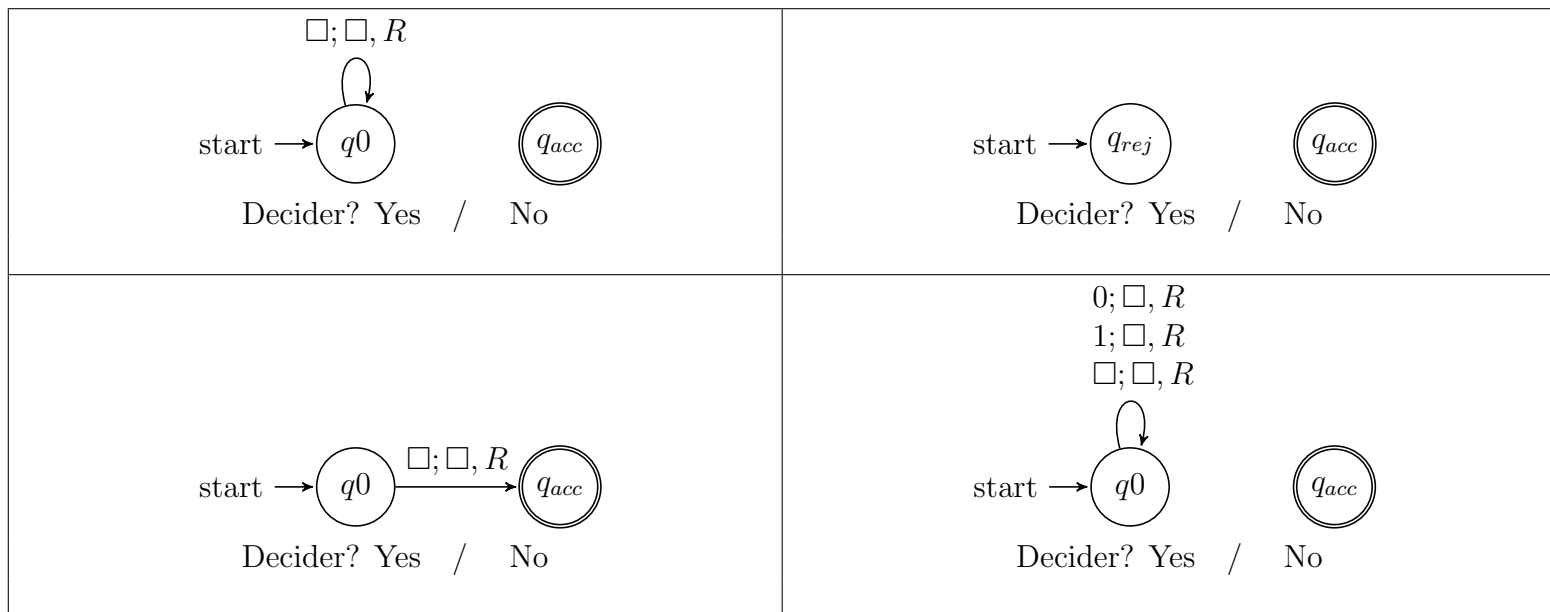 □; □, R
start q0 q_acc
Decider? Yes / No
start q_rej q_acc
Decider? Yes / No
□; □, R
start q0 q_acc
Decider? Yes / No
0; □, R
1; □, R
□; □, R
start q0 q_acc
Decider? Yes / No